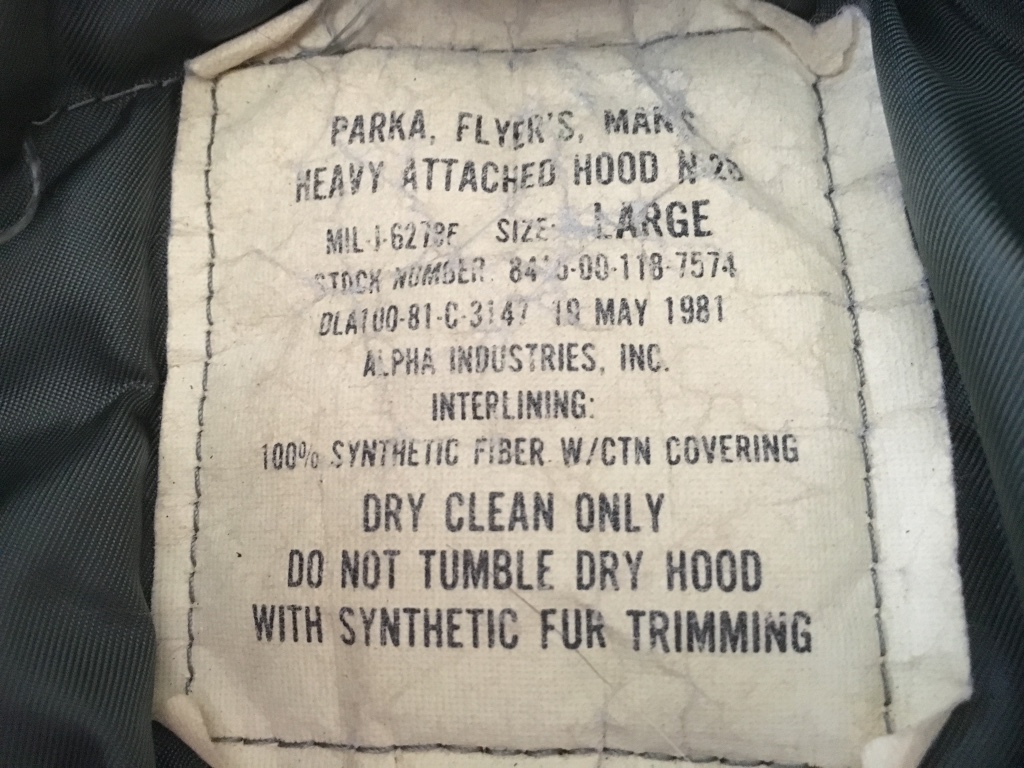 PARKA, FLYER'S, MAN'S
HEAVY ATTACHED HOOD
MIL-J-6279F SIZE: LARGE
STOCK NUMBER: 8415-00-118-7574
DLA100-81-C-3147 19 MAY 1981
ALPHA INDUSTRIES, INC.
INTERLINING:
100% SYNTHETIC FIBER W/CTN COVERING
DRY CLEAN ONLY
DO NOT TUMBLE DRY HOOD
WITH SYNTHETIC FUR TRIMMING